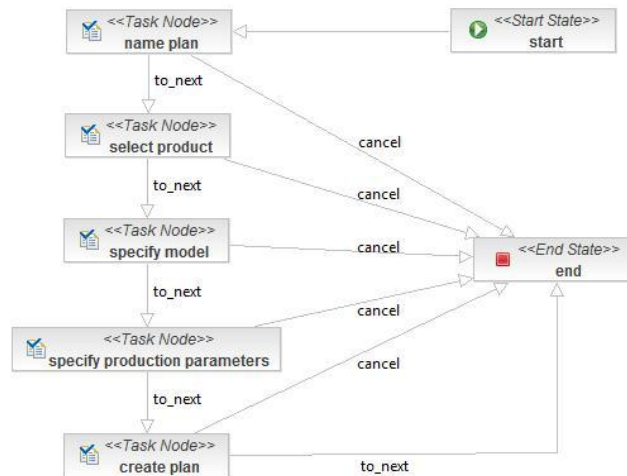 <<Task Node>>
name plan
<<Start State>>
start
to_next
<<Task Node>>
select product
cancel
to_next
cancel
<<Task Node>>
specify model
cancel
<<End State>>
end
to_next
cancel
<<Task Node>>
specify production parameters
cancel
to_next
<<Task Node>>
create plan
to_next